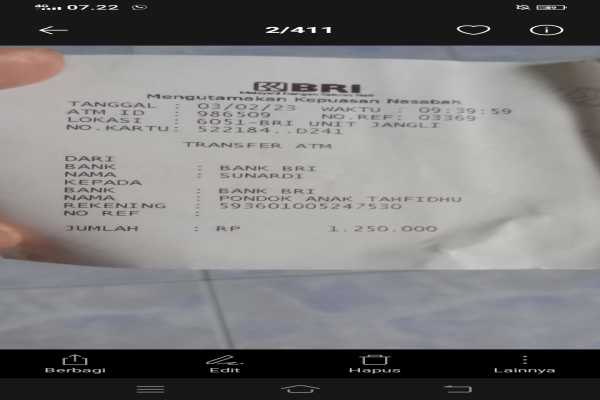 4G 07.22
2/411
BRI
Mengutamakan Kepuasan Nasabah
TANGGAL : 03/02/23 WAKTU : 09:39:59
ATM ID : 986509 NO.REF: 03369
LOKASI : 6051-BRI UNIT JANGLI
NO.KARTU: 522184..D241
TRANSFER ATM
DARI
BANK : BANK BRI
NAMA : SUNARDI
KEPADA
BANK : BANK BRI
NAMA : PONDOK ANAK TAHFIDHU
REKENING : 593601005247530
NO REF :
JUMLAH : RP 1.250.000
Berbagi Edit Hapus Lainnya